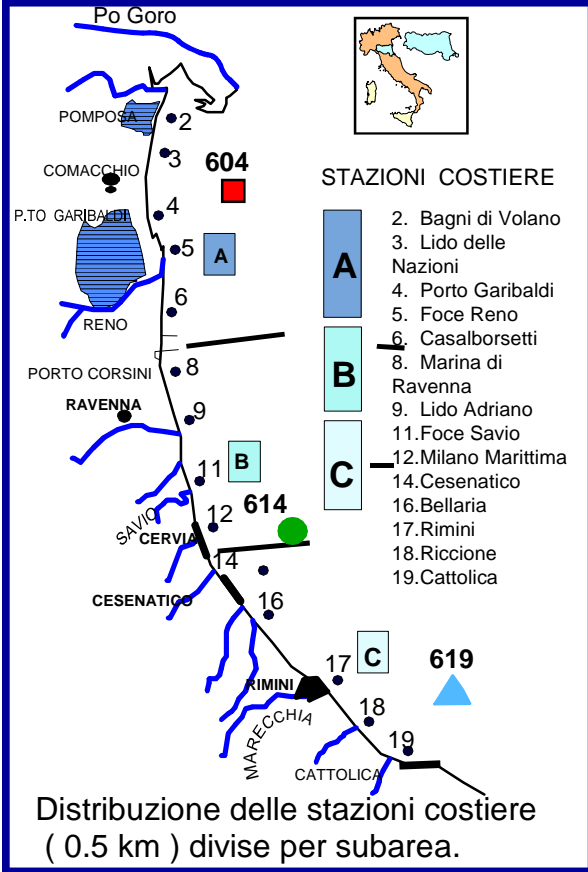 Po Goro
POMPOSA
2
3
604
COMACCHIO
P.TO GARIBALDI
4
5
A
6
RENO
PORTO CORSINI
8
RAVENNA
9
11
B
SAVIO
12
614
CERVIA
14
CESENATICO
16
17
C
619
RIMINI
MARECCHIA
18
CATTOLICA
19
STAZIONI COSTIERE
A
B
C
2. Bagni di Volano
3. Lido delle
Nazioni
4. Porto Garibaldi
5. Foce Reno
6. Casalborsetti
8. Marina di
Ravenna
9. Lido Adriano
11.Foce Savio
12.Milano Marittima
14.Cesenatico
16.Bellaria
17.Rimini
18.Riccione
19.Cattolica
Distribuzione delle stazioni costiere
( 0.5 km ) divise per subarea.